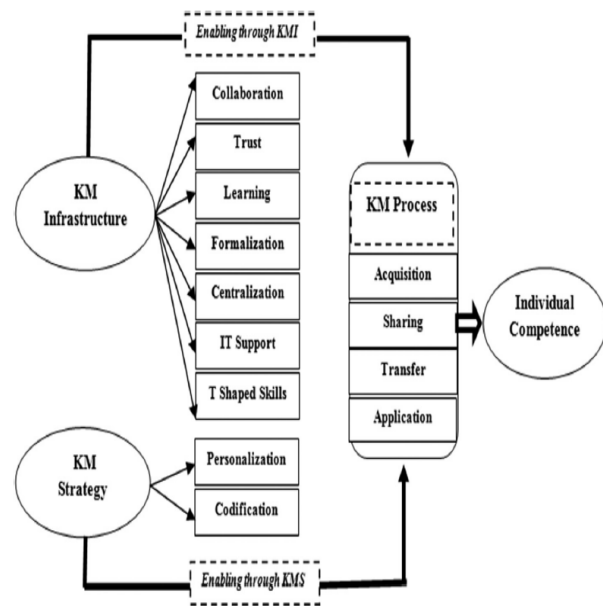 Enabling through KMI
Collaboration
Trust
KM
Infrastructure
Learning
Formalization
Centralization
IT Support
T Shaped Skills
KM
Strategy
Personalization
Codification
Enabling through KMS
KM Process
Acquisition
Sharing
Transfer
Application
Individual
Competence